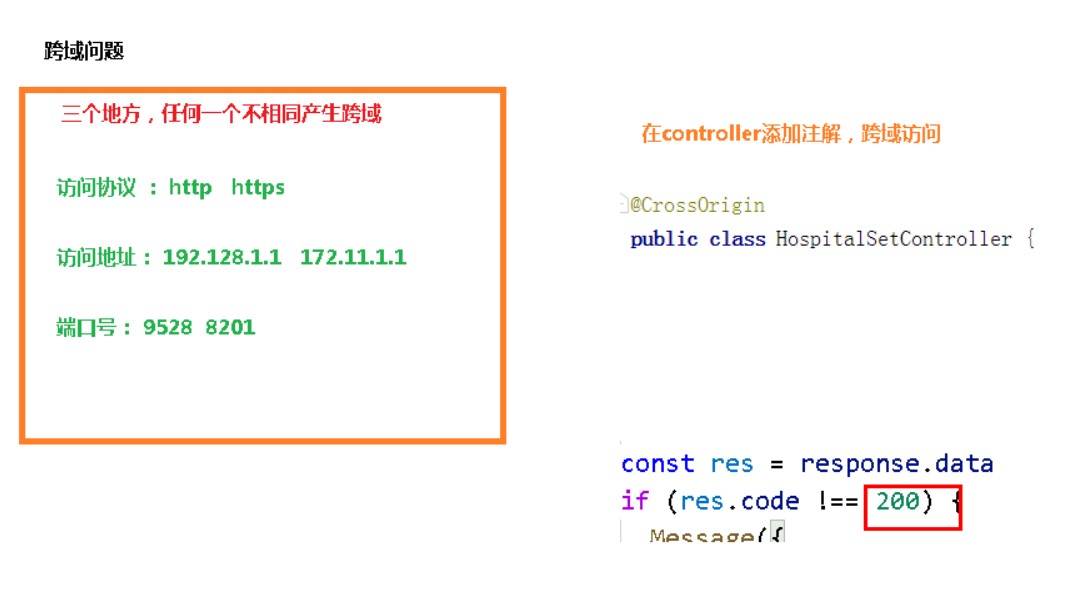 跨域问题
三个地方，任何一个不相同产生跨域
访问协议 ： http https
访问地址： 192.128.1.1 172.11.1.1
端口号： 9528 8201
在controller添加注解，跨域访问
@CrossOrigin
public class HospitalSetController {
const res = response.data
if (res.code !== 200) {
Message({